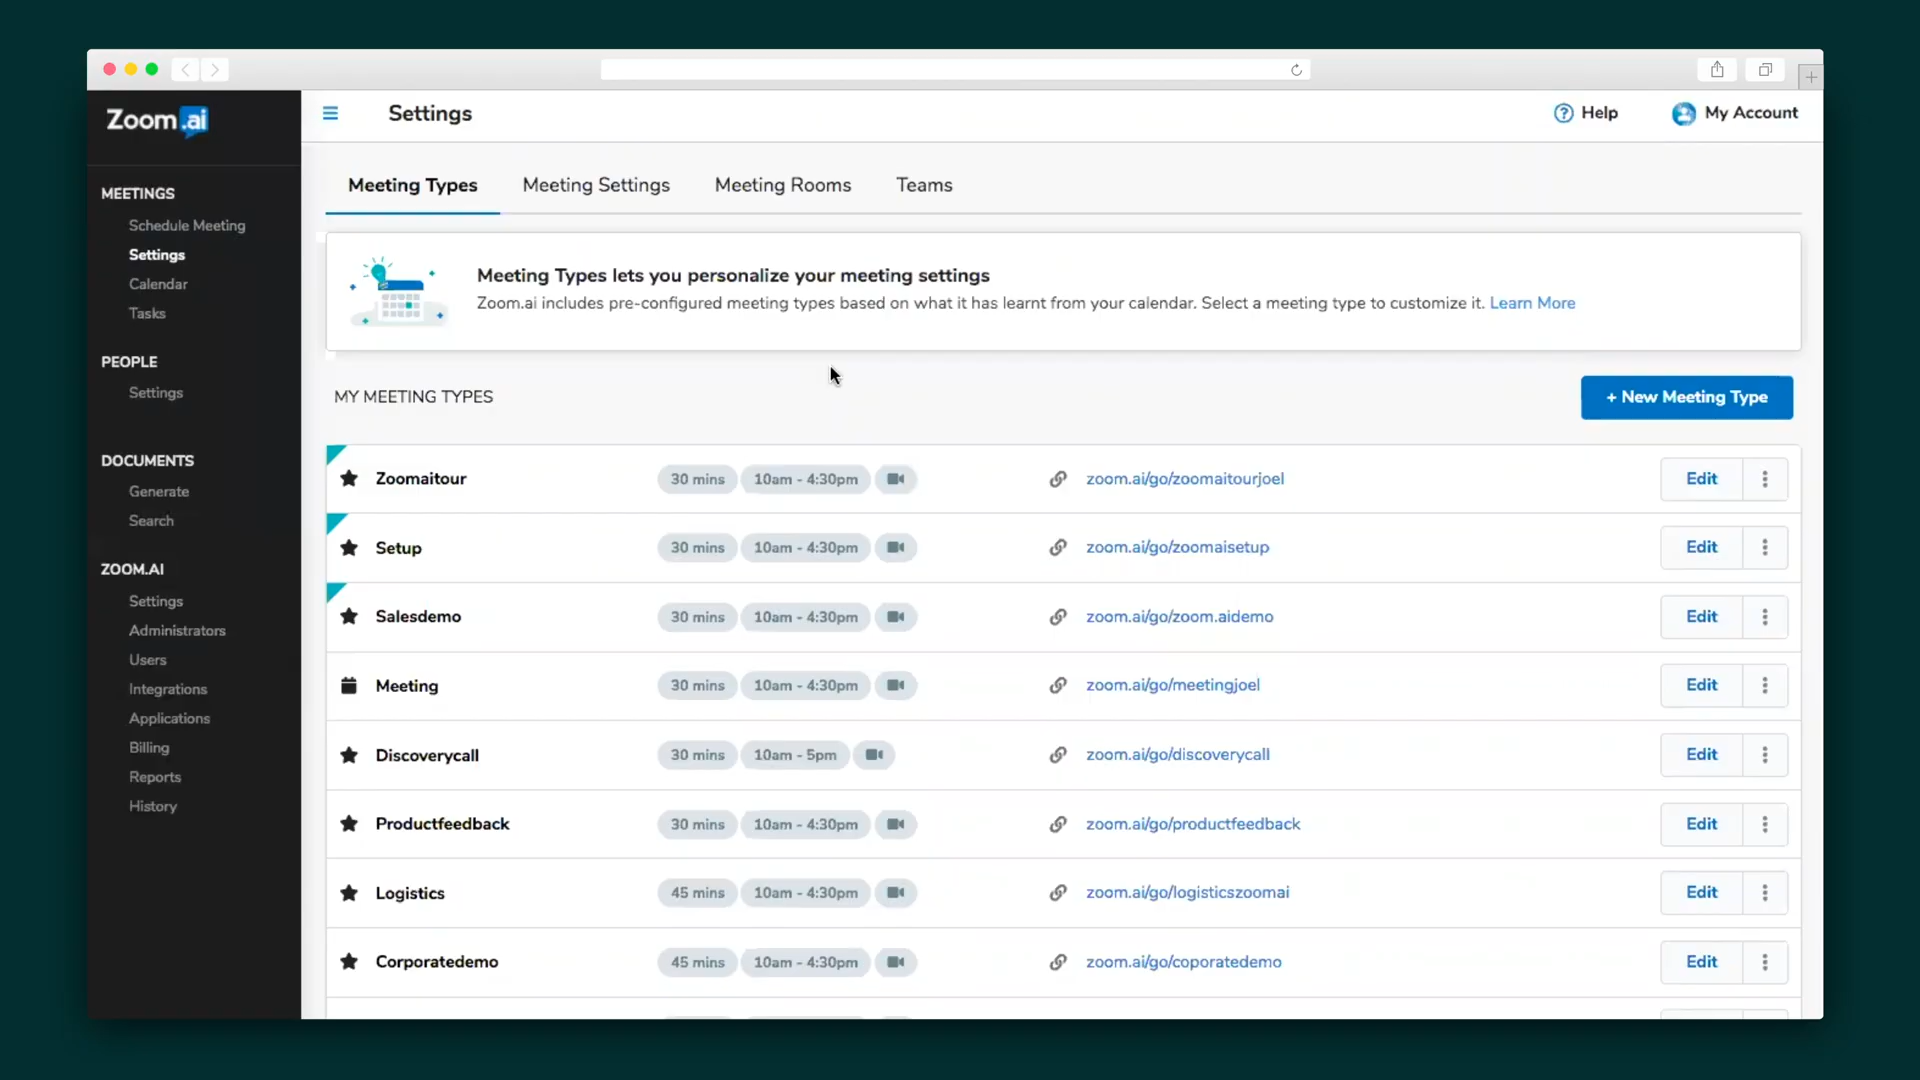 Zoom.ai
Settings
Help
My Account
MEETINGS
Schedule Meeting
Settings
Calendar
Tasks
PEOPLE
Settings
DOCUMENTS
Generate
Search
ZOOM.AI
Settings
Administrators
Users
Integrations
Applications
Billing
Reports
History
Meeting Types
Meeting Settings
Meeting Rooms
Teams
Meeting Types lets you personalize your meeting settings
Zoom.ai includes pre-configured meeting types based on what it has learnt from your calendar. Select a meeting type to customize it. Learn More
MY MEETING TYPES
+ New Meeting Type
Zoomaitour 30 mins 10am - 4:30pm zoom.ai/go/zoomaitourjoel Edit
Setup 30 mins 10am - 4:30pm zoom.ai/go/zoomaisetup Edit
Salesdemo 30 mins 10am - 4:30pm zoom.ai/go/zoom.aidemo Edit
Meeting 30 mins 10am - 4:30pm zoom.ai/go/meetingjoel Edit
Discoverycall 30 mins 10am - 5pm zoom.ai/go/discoverycall Edit
Productfeedback 30 mins 10am - 4:30pm zoom.ai/go/productfeedback Edit
Logistics 45 mins 10am - 4:30pm zoom.ai/go/logisticszoomai Edit
Corporatedemo 45 mins 10am - 4:30pm zoom.ai/go/coporatedemo Edit